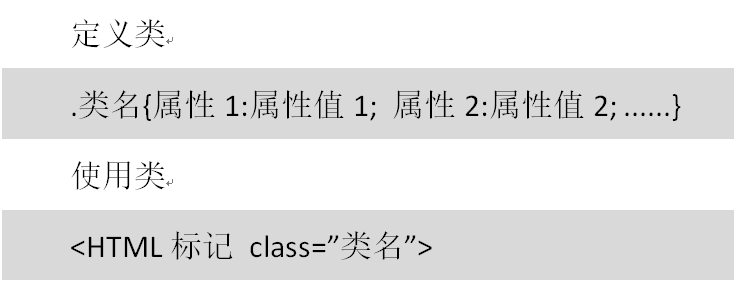 定义类
.类名{属性 1:属性值 1;  属性 2:属性值 2; ......}
使用类
<HTML 标记  class=”类名”>